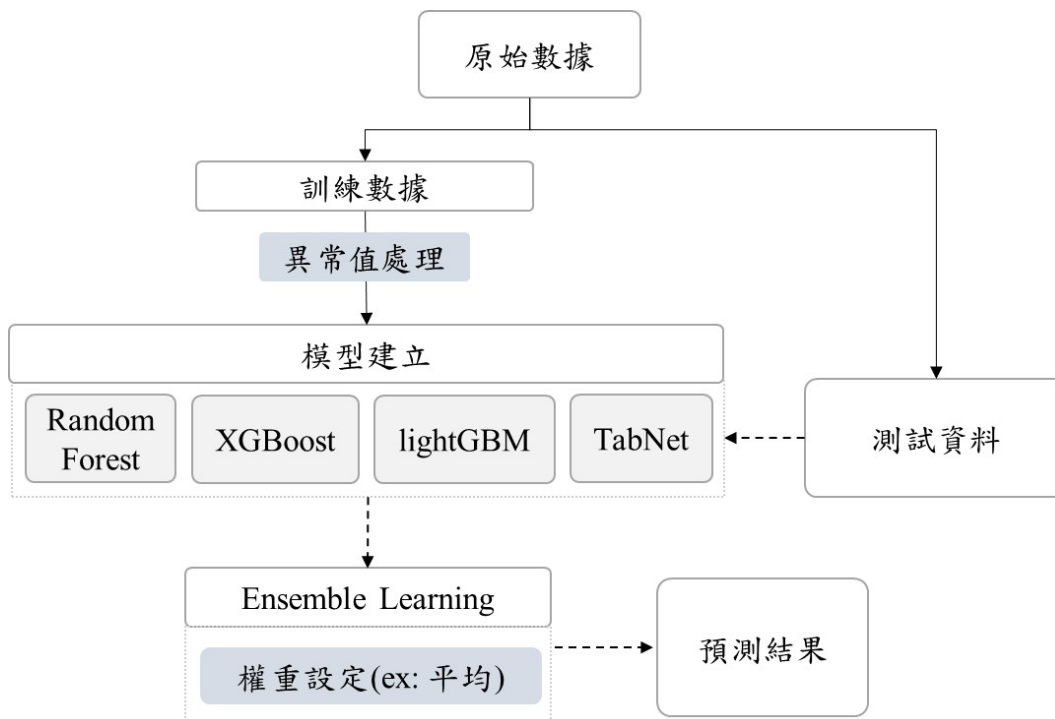 原始數據
訓練數據
異常值處理
模型建立
Random
Forest
XGBoost
lightGBM
TabNet
測試資料
Ensemble Learning
權重設定(ex: 平均)
預測結果